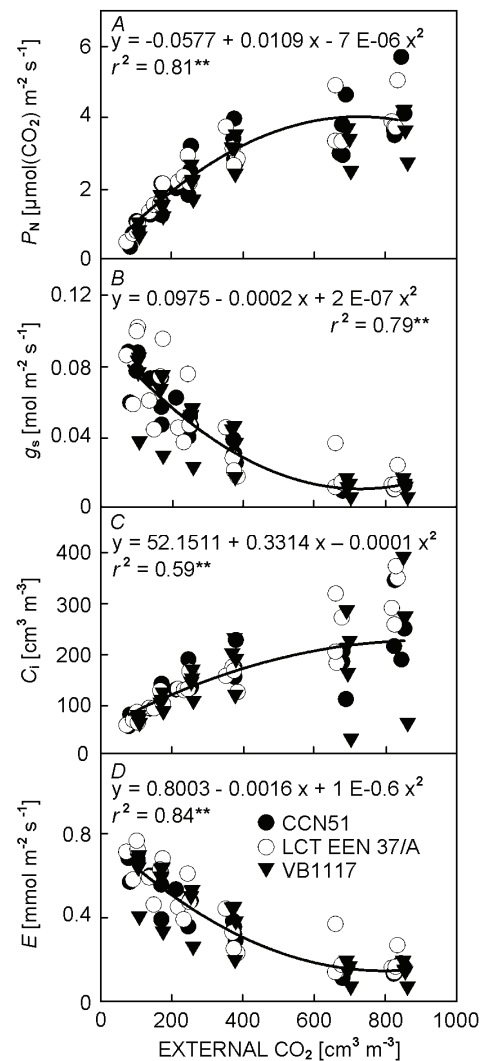 A
y = -0.0577 + 0.0109 x - 7 E-06 x²
r² = 0.81**
6
4
2
0
P_N [μmol(CO₂) m⁻² s⁻¹]
B
y = 0.0975 - 0.0002 x + 2 E-07 x²
r² = 0.79**
0.12
0.08
0.04
0
g_s [mol m⁻² s⁻¹]
C
y = 52.1511 + 0.3314 x – 0.0001 x²
r² = 0.59**
400
300
200
100
0
C_i [cm³ m⁻³]
D
y = 0.8003 - 0.0016 x + 1 E-0.6 x²
r² = 0.84**
CCN51
LCT EEN 37/A
VB1117
0.8
0.4
0
E [mmol m⁻² s⁻¹]
0 200 400 600 800 1000
EXTERNAL CO₂ [cm³ m⁻³]